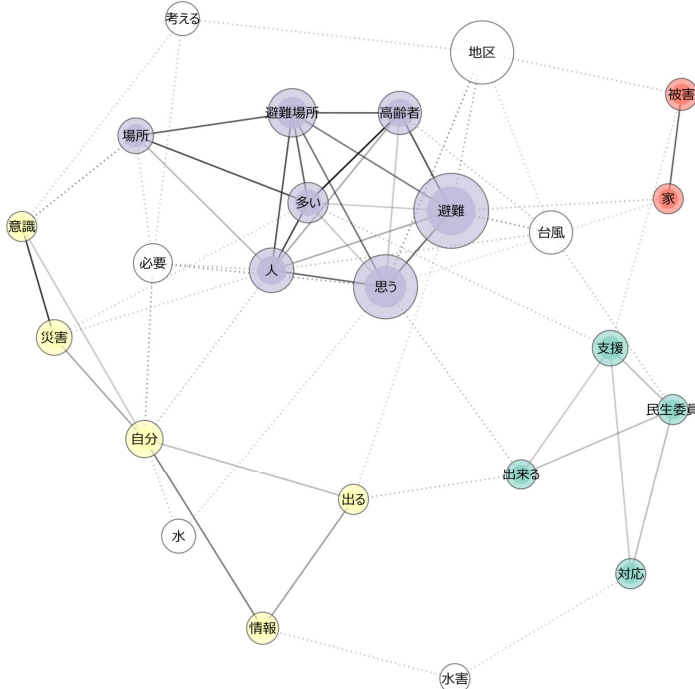 考える
地区
被害
避難場所
高齢者
場所
家
多い
避難
意識
台風
必要
人
思う
災害
支援
民生委員
自分
出来る
出る
水
対応
情報
水害